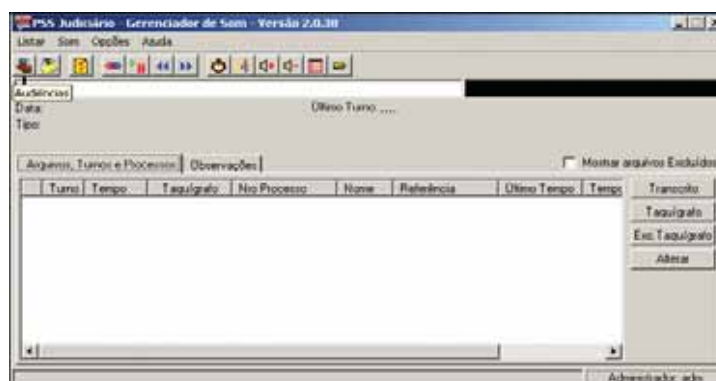 PSS Judiciário - Gerenciador de Som - Versão 2.0.30
Listar Som Opções Ajuda
Audiências
Data: Último Turno ....
Tipo:
Arquivos, Turnos e Processos Observações Mostrar arquivos Excluídos
Turno Tempo Taquígrafo Nro Processo Nome Referência Último Tempo Tempo Transcrito
Taquígrafo
Exc.Taquígrafo
Alterar
Administrador